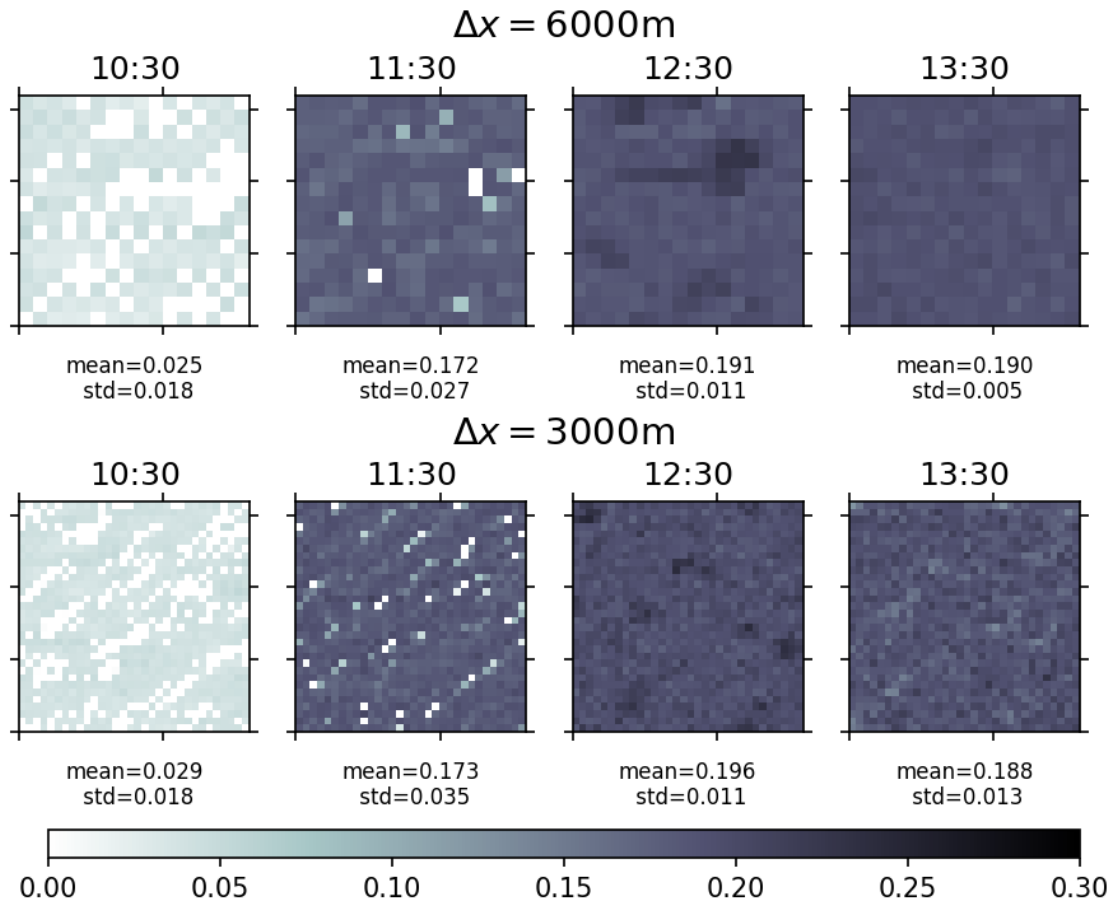 Δx = 6000m
10:30 11:30 12:30 13:30
mean=0.025 mean=0.172 mean=0.191 mean=0.190
std=0.018 std=0.027 std=0.011 std=0.005
Δx = 3000m
10:30 11:30 12:30 13:30
mean=0.029 mean=0.173 mean=0.196 mean=0.188
std=0.018 std=0.035 std=0.011 std=0.013
0.00 0.05 0.10 0.15 0.20 0.25 0.30